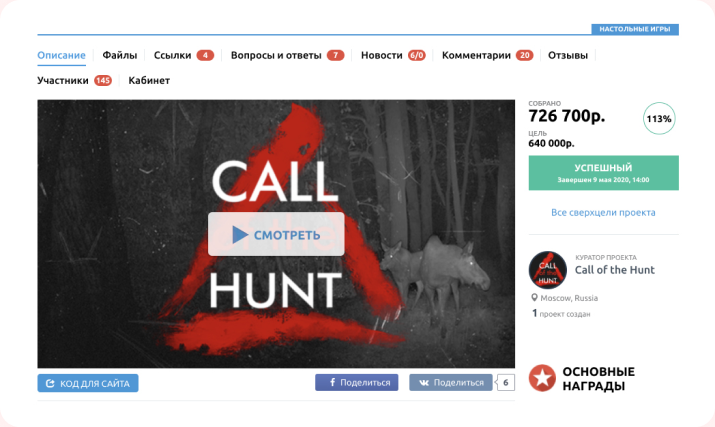 НАСТОЛЬНЫЕ ИГРЫ
Описание Файлы Ссылки 4 Вопросы и ответы 7 Новости 6/0 Комментарии 20 Отзывы
Участники 145 Кабинет
CALL
СМОТРЕТЬ
HUNT
КОД ДЛЯ САЙТА
Поделиться
Поделиться 6
СОБРАНО
726 700р.
113%
ЦЕЛЬ
640 000р.
УСПЕШНЫЙ
Завершен 9 мая 2020, 14:00
Все сверхцели проекта
CALL
HUNT
КУРАТОР ПРОЕКТА
Call of the Hunt
Moscow, Russia
1 проект создан
ОСНОВНЫЕ
НАГРАДЫ